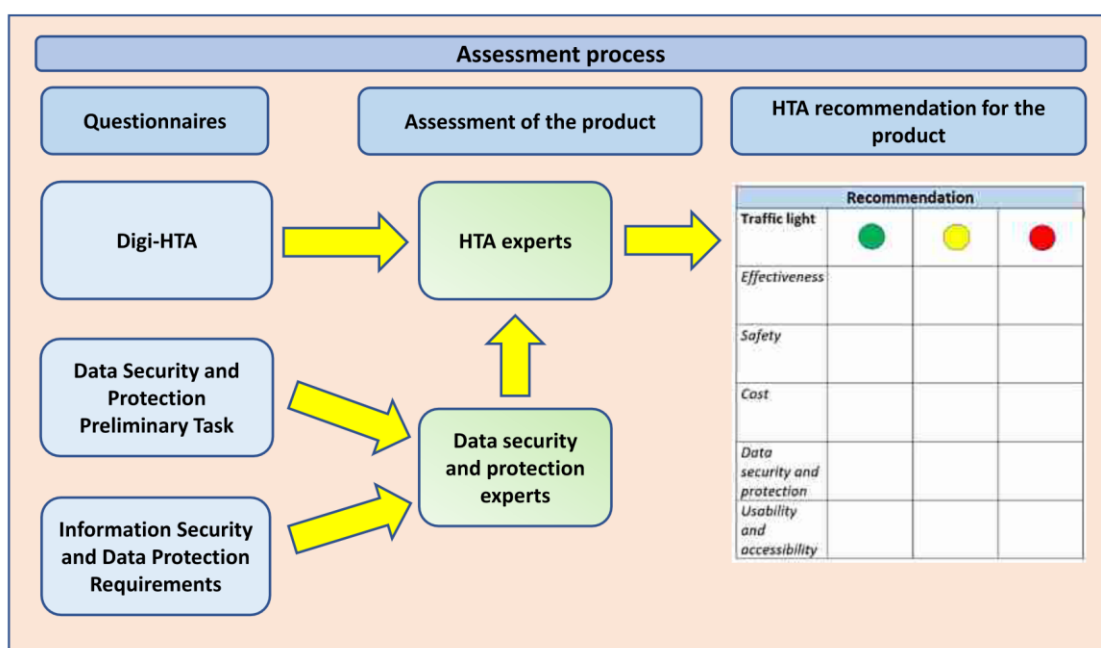 Assessment process
Questionnaires
Assessment of the product
HTA recommendation for the
product
Digi-HTA
HTA experts
Data Security and
Protection
Preliminary Task
Data security
and protection
experts
Information Security
and Data Protection
Requirements
Recommendation
Traffic light
Effectiveness
Safety
Cost
Data
security and
protection
Usability
and
accessibility